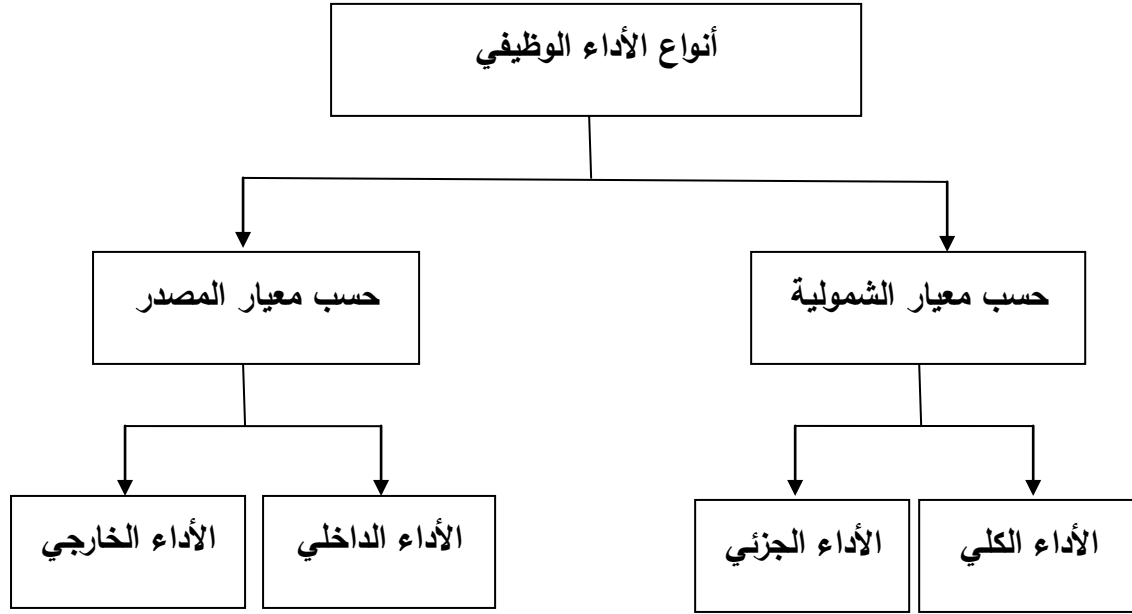 أنواع الأداء الوظيفي
حسب معيار الشمولية
حسب معيار المصدر
الأداء الكلي
الأداء الجزئي
الأداء الداخلي
الأداء الخارجي